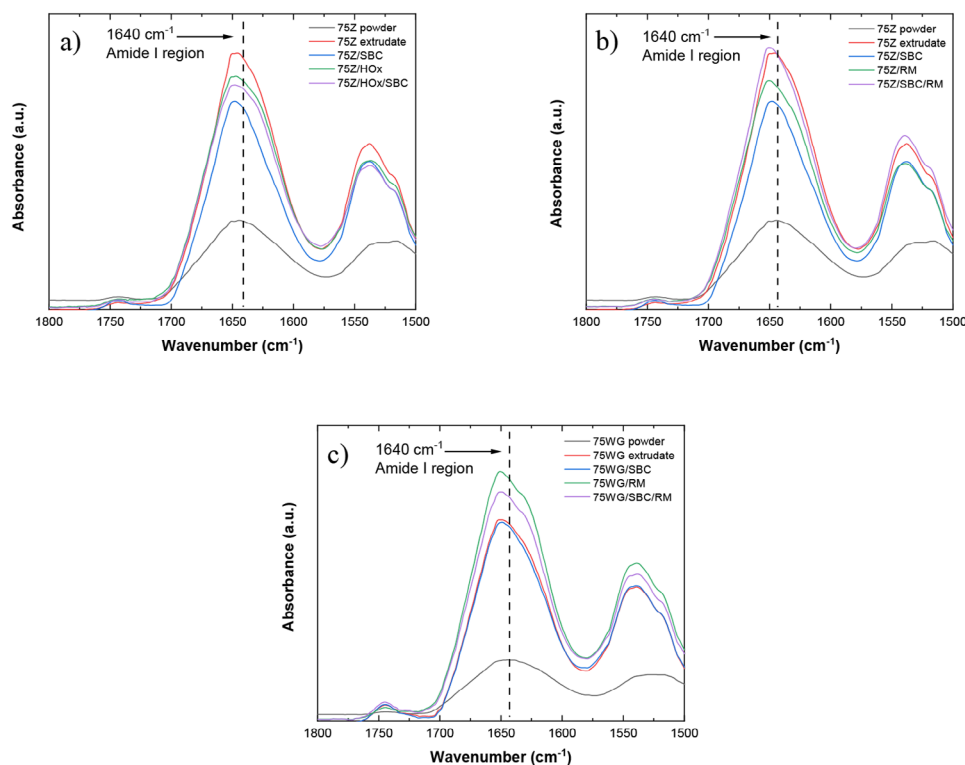 a)
1640 cm⁻¹
Amide I region
75Z powder
75Z extrudate
75Z/SBC
75Z/HOx
75Z/HOx/SBC
Absorbance (a.u.)
1800 1750 1700 1650 1600 1550 1500
Wavenumber (cm⁻¹)
b)
1640 cm⁻¹
Amide I region
75Z powder
75Z extrudate
75Z/SBC
75Z/RM
75Z/SBC/RM
Absorbance (a.u.)
1800 1750 1700 1650 1600 1550 1500
Wavenumber (cm⁻¹)
c)
1640 cm⁻¹
Amide I region
75WG powder
75WG extrudate
75WG/SBC
75WG/RM
75WG/SBC/RM
Absorbance (a.u.)
1800 1750 1700 1650 1600 1550 1500
Wavenumber (cm⁻¹)